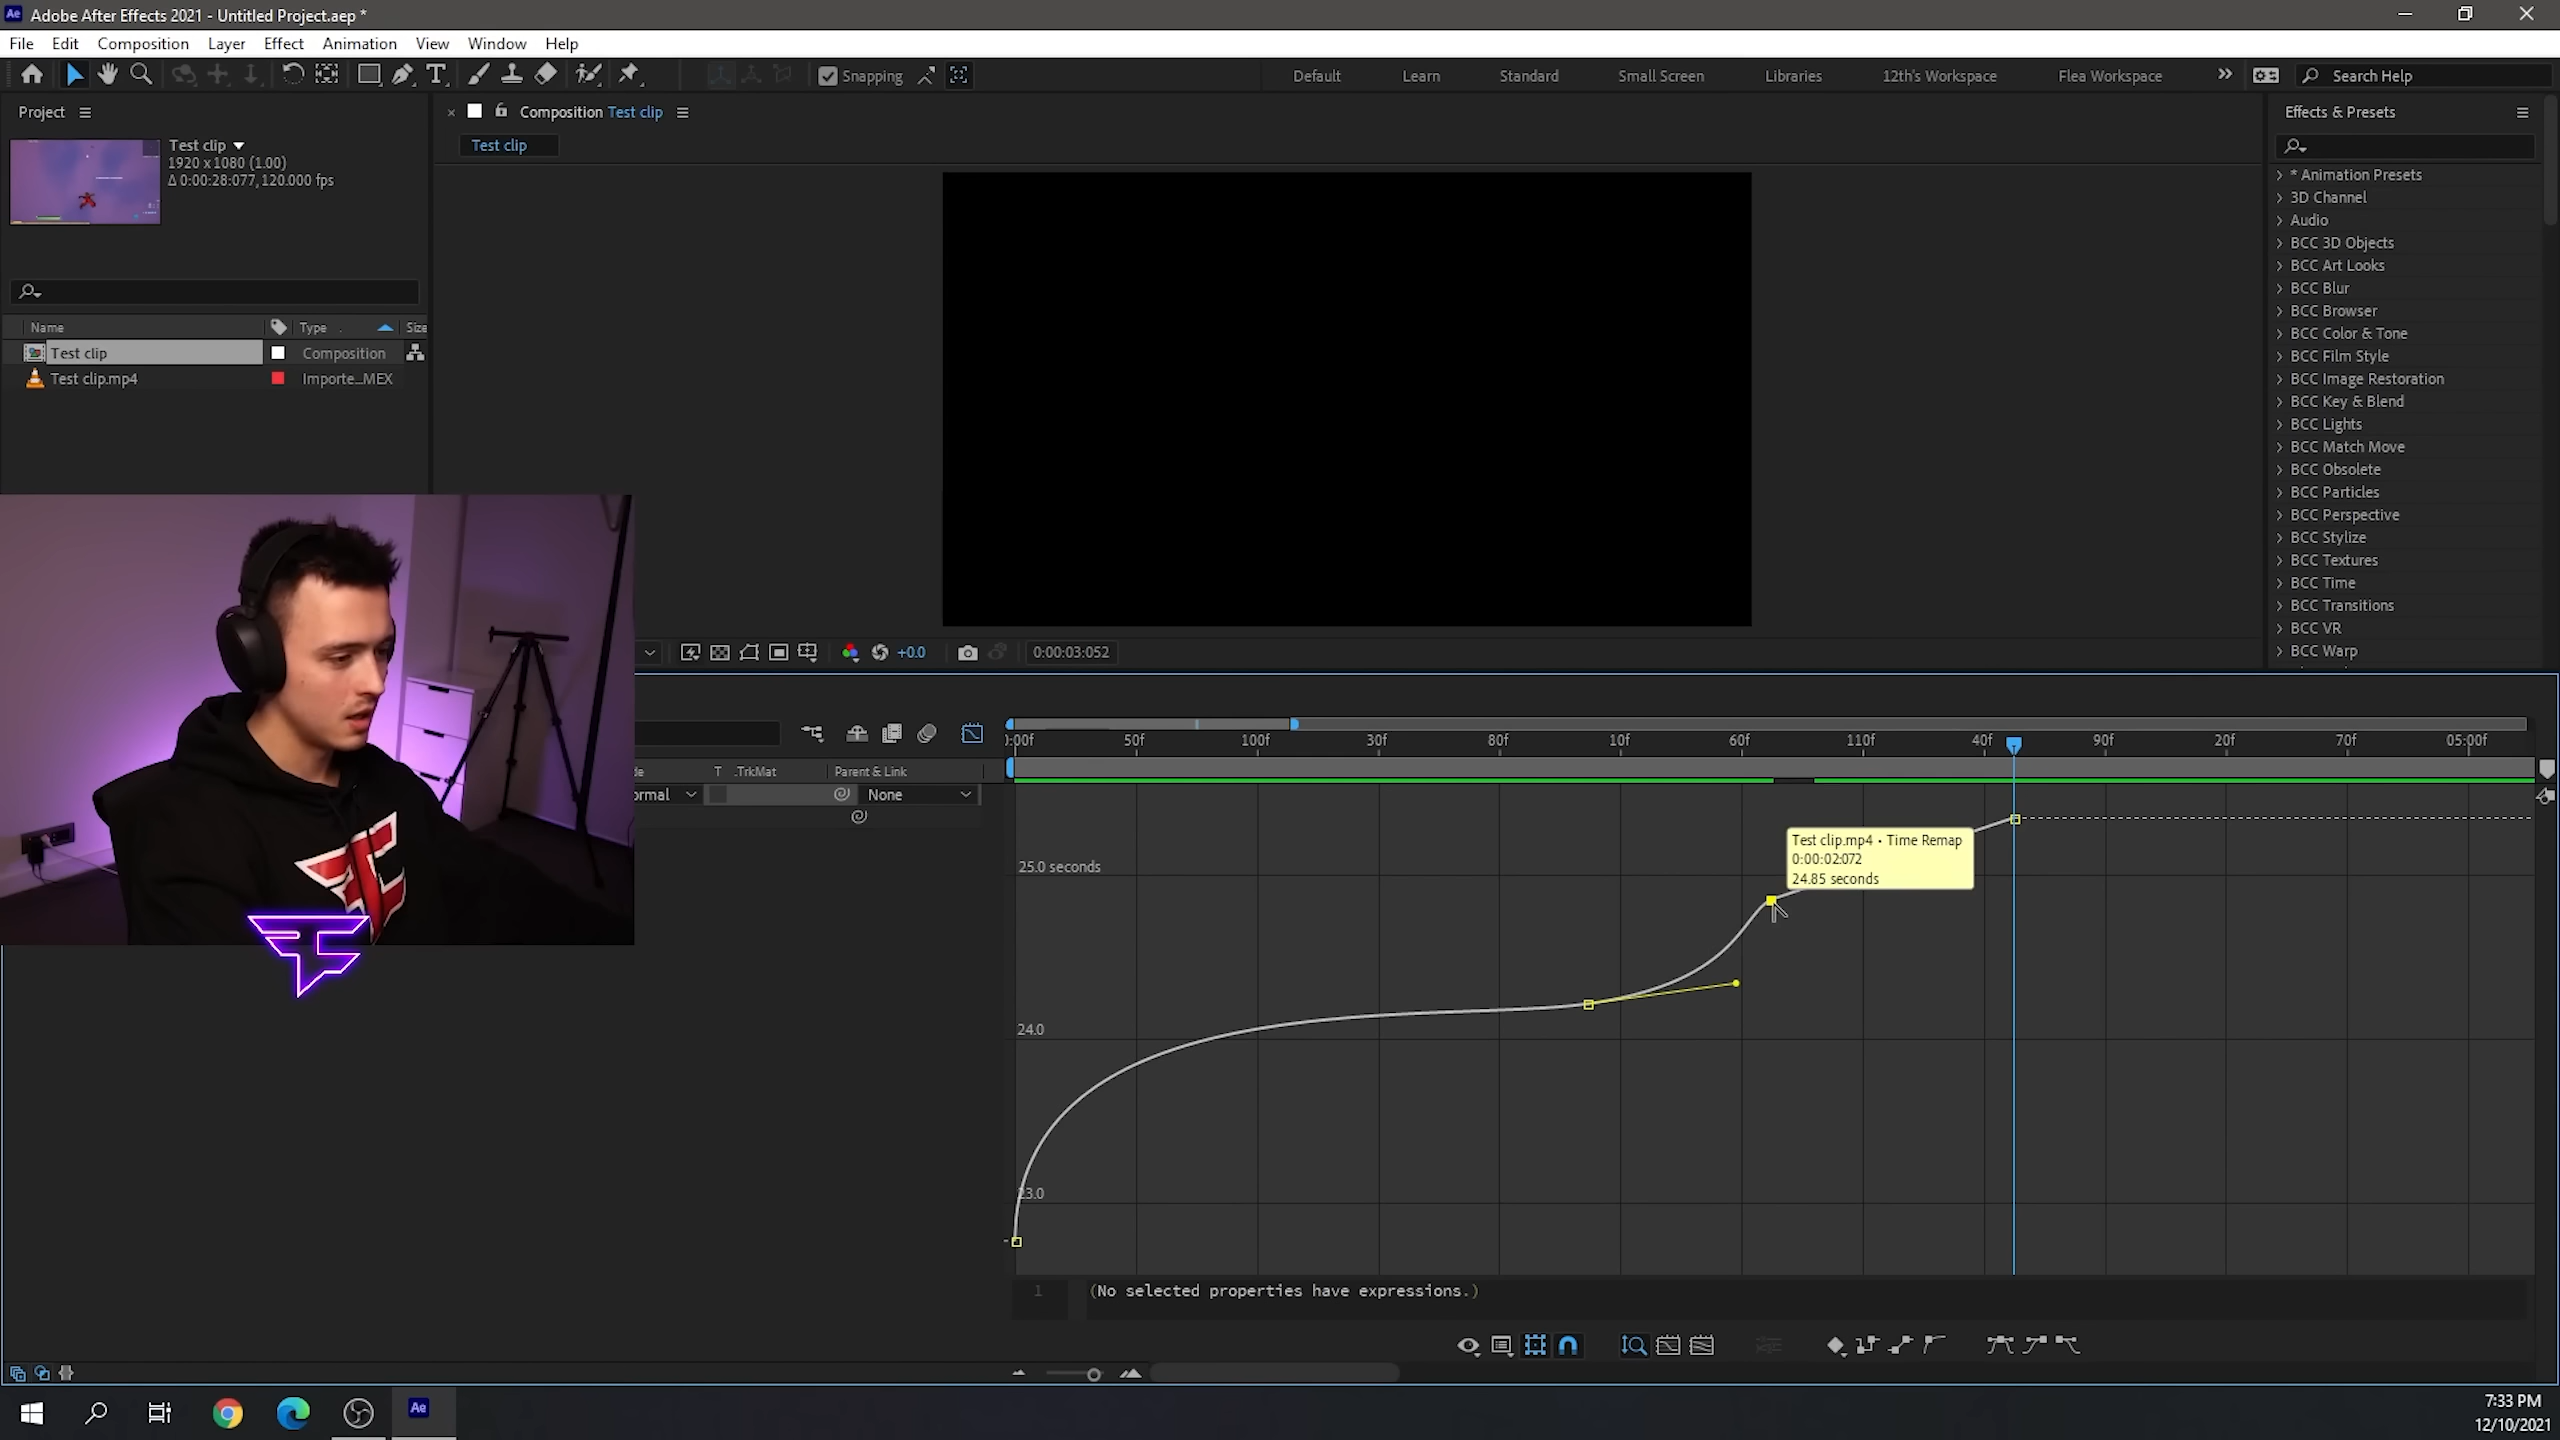 Adobe After Effects 2021 - Untitled Project.aep *
File Edit Composition Layer Effect Animation View Window Help
Snapping
Default Learn Standard Small Screen Libraries 12th's Workspace Flea Workspace
Search Help
Project
Test clip
1920 x 1080 (1.00)
Δ 0:00:28:077, 120.000 fps
Name Type Size
Test clip Composition
Test clip.mp4 Importe...MEX
Composition Test clip
Test clip
+0.0 0:00:03:052
Effects & Presets
* Animation Presets
3D Channel
Audio
BCC 3D Objects
BCC Art Looks
BCC Blur
BCC Browser
BCC Color & Tone
BCC Film Style
BCC Image Restoration
BCC Key & Blend
BCC Lights
BCC Match Move
BCC Obsolete
BCC Particles
BCC Perspective
BCC Stylize
BCC Textures
BCC Time
BCC Transitions
BCC VR
BCC Warp
):00f 50f 100f 30f 80f 10f 60f 110f 40f 90f 20f 70f 05:00f
de T .TrkMat Parent & Link
ormal None
25.0 seconds
24.0
23.0
Test clip.mp4 • Time Remap
0:00:02:072
24.85 seconds
1 (No selected properties have expressions.)
Ae
7:33 PM
12/10/2021